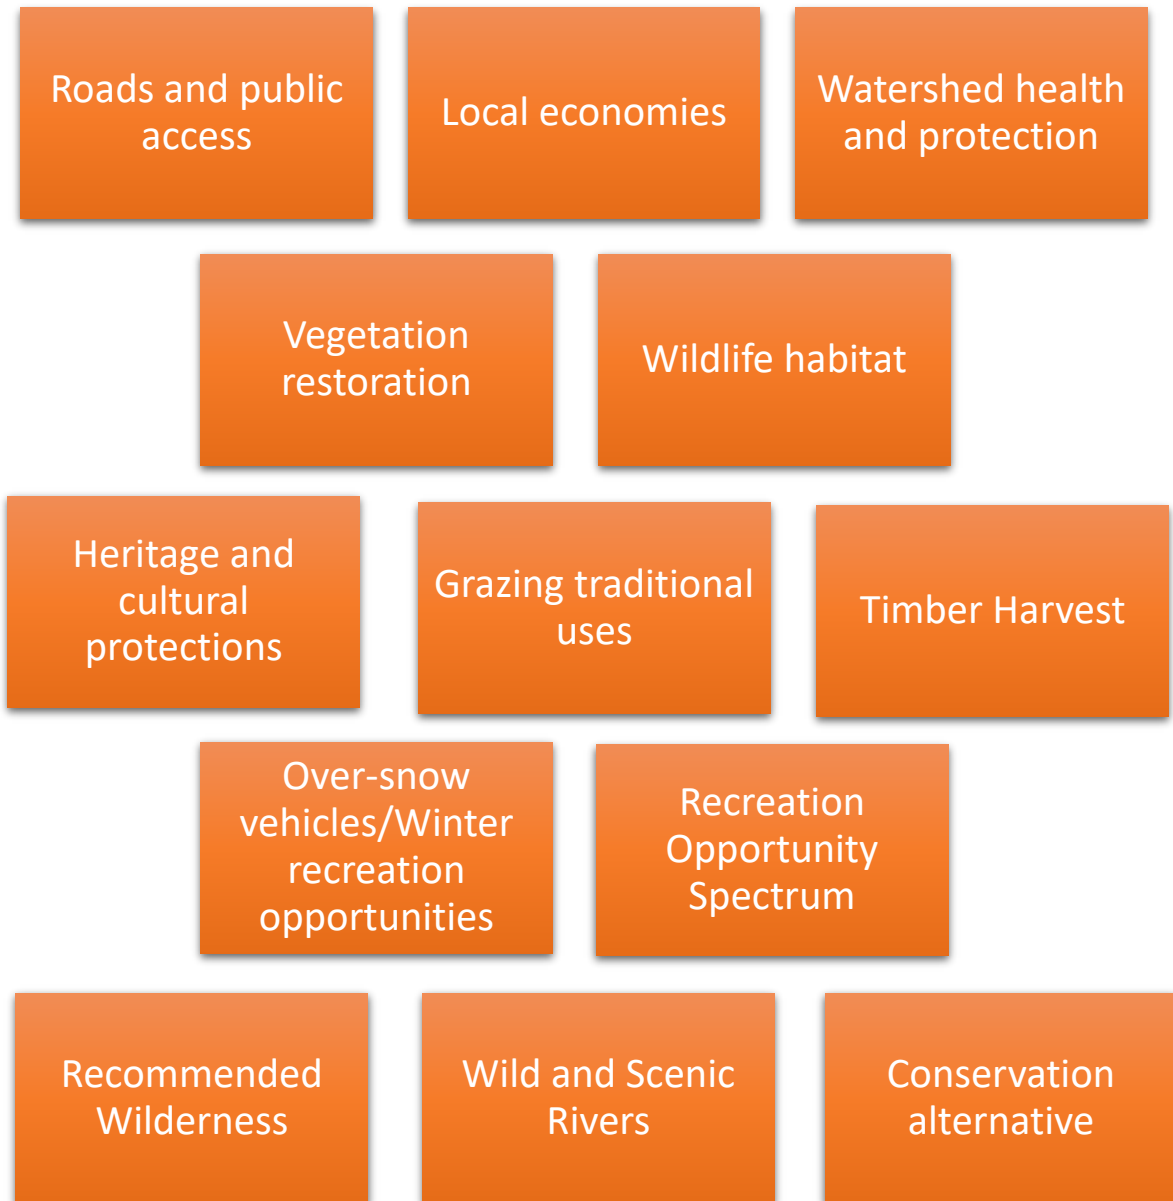 Roads and public
access
Local economies
Watershed health
and protection
Vegetation
restoration
Wildlife habitat
Heritage and
cultural
protections
Grazing traditional
uses
Timber Harvest
Over-snow
vehicles/Winter
recreation
opportunities
Recreation
Opportunity
Spectrum
Recommended
Wilderness
Wild and Scenic
Rivers
Conservation
alternative